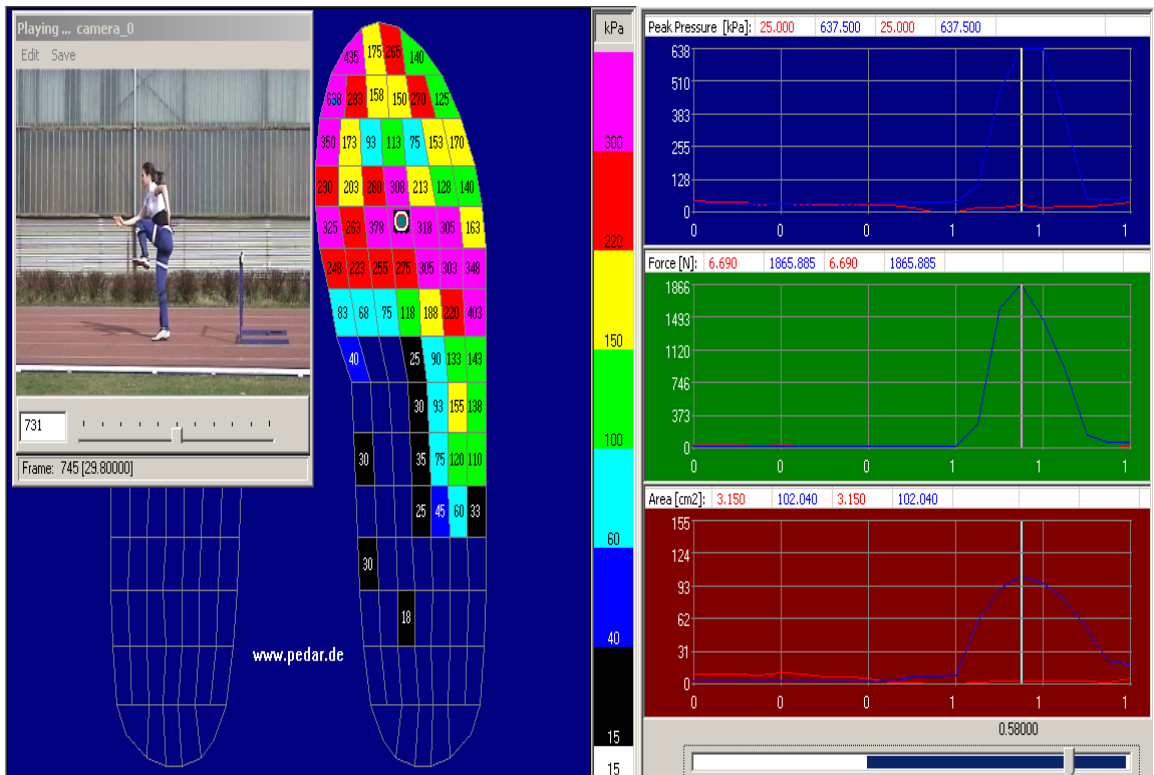 Playing ... camera_0
Edit Save
731
Frame: 745 [29.80000]
435 175 265 140
638 283 158 150 270 125
350 173 93 113 75 153 170
230 203 280 308 213 128 140
325 263 378 318 305 163
248 223 255 275 305 303 348
83 68 75 118 188 220 403
40 25 90 133 143
30 93 155 138
30 35 75 120 110
25 45 60 33
30
18
www.pedar.de
kPa
300
220
150
100
60
40
15
15
Peak Pressure [kPa]: 25.000 637.500 25.000 637.500
638
510
383
255
128
0
0 0 0 1 1 1
Force [N]: 6.690 1865.885 6.690 1865.885
1866
1493
1120
746
373
0
0 0 0 1 1 1
Area [cm2]: 3.150 102.040 3.150 102.040
155
124
93
62
31
0
0 0 0 1 1 1
0.58000